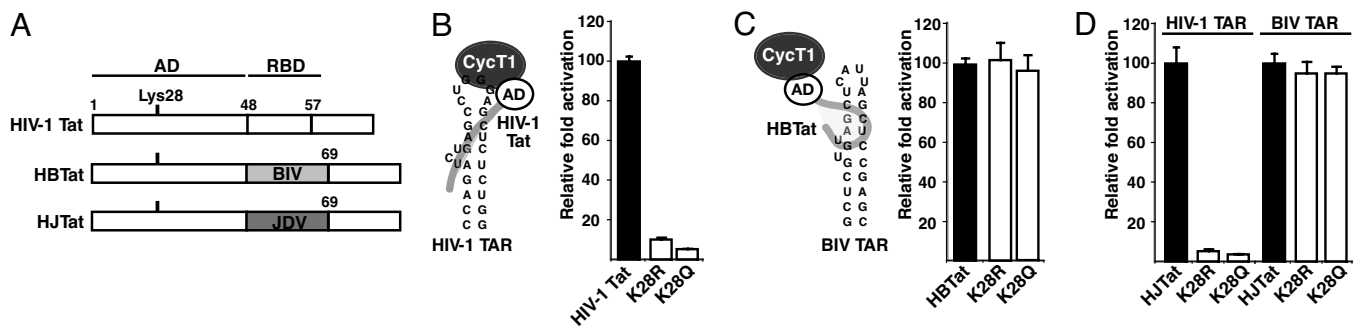 A
AD RBD
Lys28
1 48 57
HIV-1 Tat
69
HBTat BIV
69
HJTat JDV
B
CycT1
AD
HIV-1
Tat
HIV-1 TAR
Relative fold activation
120
100
80
60
40
20
HIV-1 Tat
K28R
K28Q
C
CycT1
AD
HBTat
BIV TAR
Relative fold activation
120
100
80
60
40
20
HBTat
K28R
K28Q
D
HIV-1 TAR BIV TAR
Relative fold activation
120
100
80
60
40
20
HJTat
K28R
K28Q
HJTat
K28R
K28Q